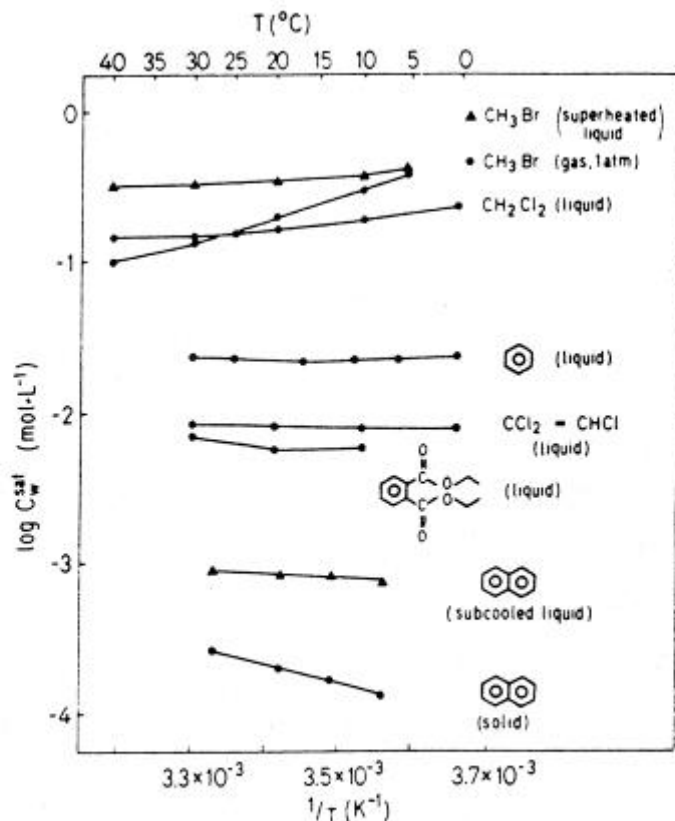 T (°C)
40 35 30 25 20 15 10 5 0
0
-1
-2
-3
-4
log C_w^sat (mol·L⁻¹)
▲ CH₃Br (superheated
liquid)
• CH₃Br (gas, 1atm)
CH₂Cl₂ (liquid)
(liquid)
CCl₂ = CHCl
(liquid)
O
C O
(liquid)
C O
O
(subcooled liquid)
(solid)
3.3×10⁻³ 3.5×10⁻³ 3.7×10⁻³
1/T (K⁻¹)